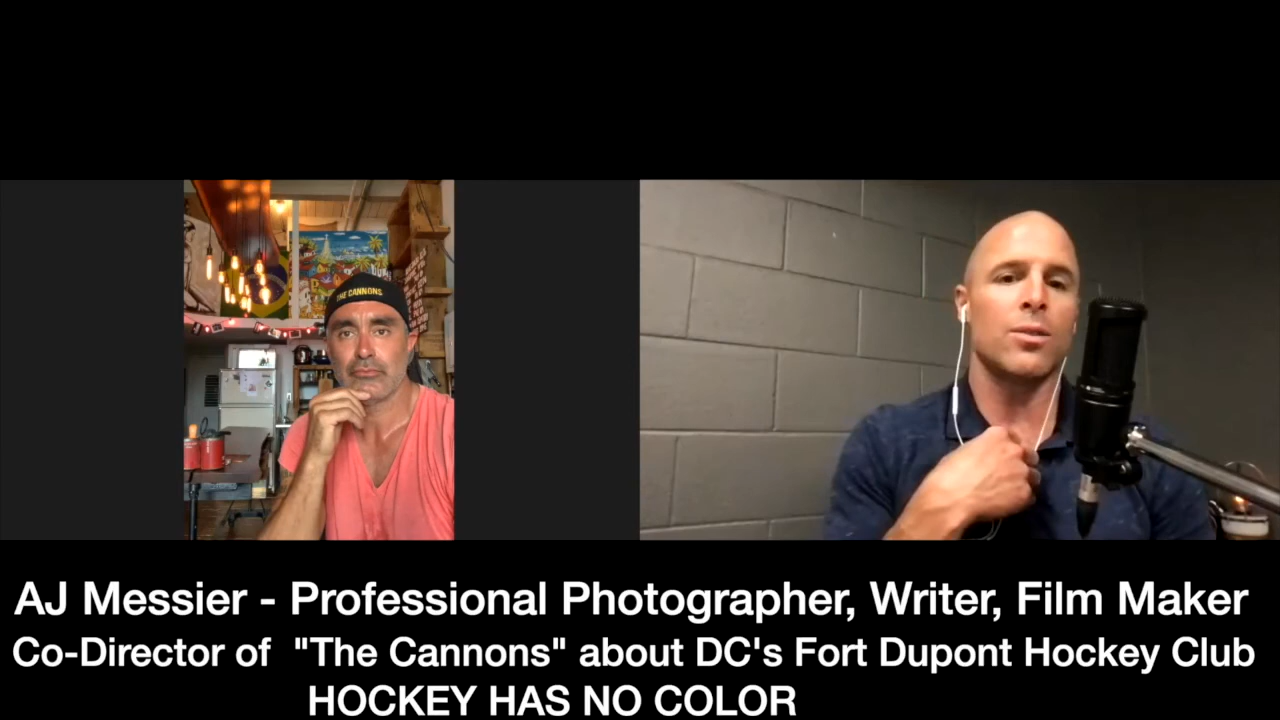 THE CANNONS
AJ Messier - Professional Photographer, Writer, Film Maker
Co-Director of "The Cannons" about DC's Fort Dupont Hockey Club
HOCKEY HAS NO COLOR